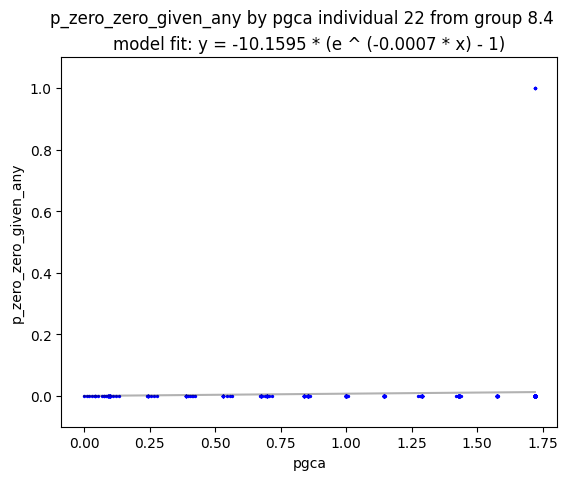 p_zero_zero_given_any by pgca individual 22 from group 8.4
model fit: y = -10.1595 * (e ^ (-0.0007 * x) - 1)
1.0
0.8
0.6
0.4
0.2
0.0
p_zero_zero_given_any
0.00 0.25 0.50 0.75 1.00 1.25 1.50 1.75
pgca